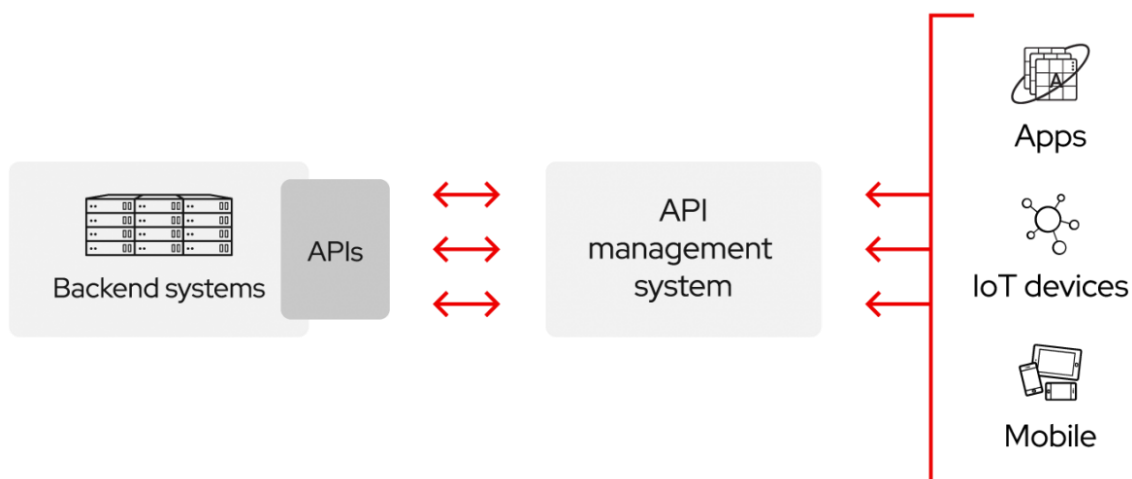 Backend systems
APIs
API
management
system
A
Apps
IoT devices
Mobile